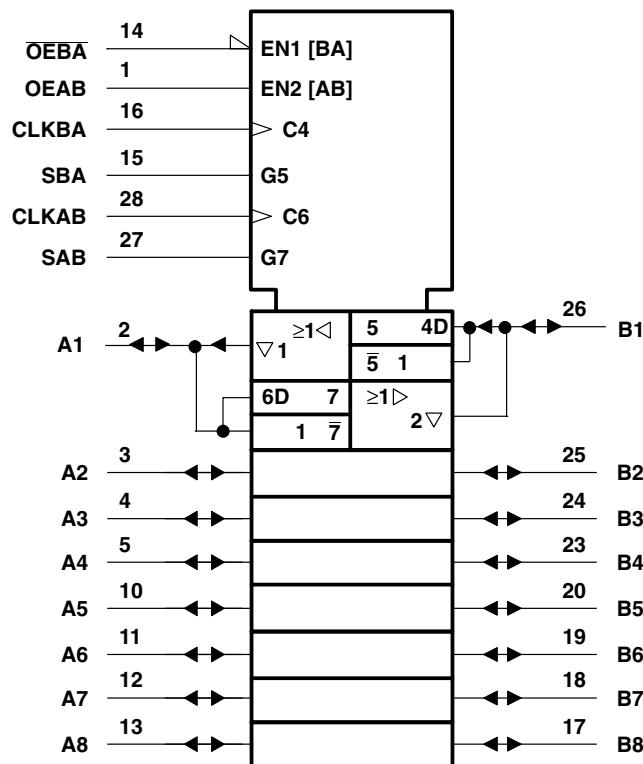 14
O̅E̅B̅A̅ EN1 [BA]
1
OEAB EN2 [AB]
16
CLKBA C4
15
SBA G5
28
CLKAB C6
27
SAB G7
2 ≥1◁ 5 4D 26
A1 ▽1 5̅ 1 B1
6D 7 ≥1▷
1 7̅ 2▽
3 25
A2 B2
4 24
A3 B3
5 23
A4 B4
10 20
A5 B5
11 19
A6 B6
12 18
A7 B7
13 17
A8 B8